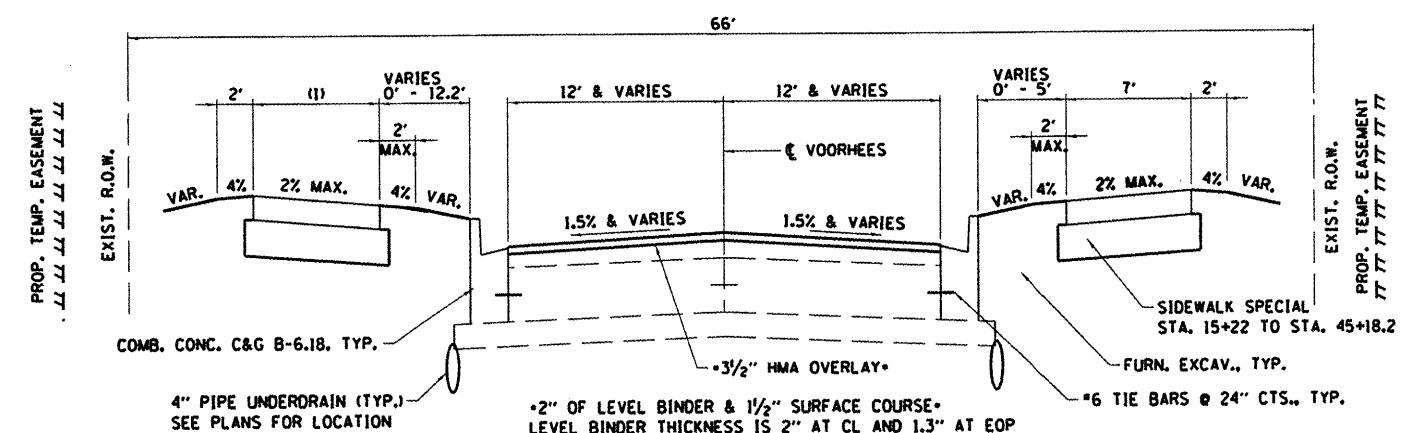 66'
VARIES
0' - 12.2'
VARIES
0' - 5'
2'
(1)
12' & VARIES
12' & VARIES
7'
2'
2'
MAX.
2'
MAX.
℄ VOORHEES
PROP. TEMP. EASEMENT
EXIST. R.O.W.
EXIST. R.O.W.
PROP. TEMP. EASEMENT
VAR.
4%
2% MAX.
4%
VAR.
VAR.
4%
2% MAX.
4%
VAR.
1.5% & VARIES
1.5% & VARIES
SIDEWALK SPECIAL
STA. 15+22 TO STA. 45+18.2
COMB. CONC. C&G B-6.18. TYP.
FURN. EXCAV., TYP.
*3½" HMA OVERLAY*
4" PIPE UNDERDRAIN (TYP.)
SEE PLANS FOR LOCATION
*6 TIE BARS @ 24" CTS., TYP.
*2" OF LEVEL BINDER & 1½" SURFACE COURSE*
LEVEL BINDER THICKNESS IS 2" AT CL AND 1.3" AT EOP